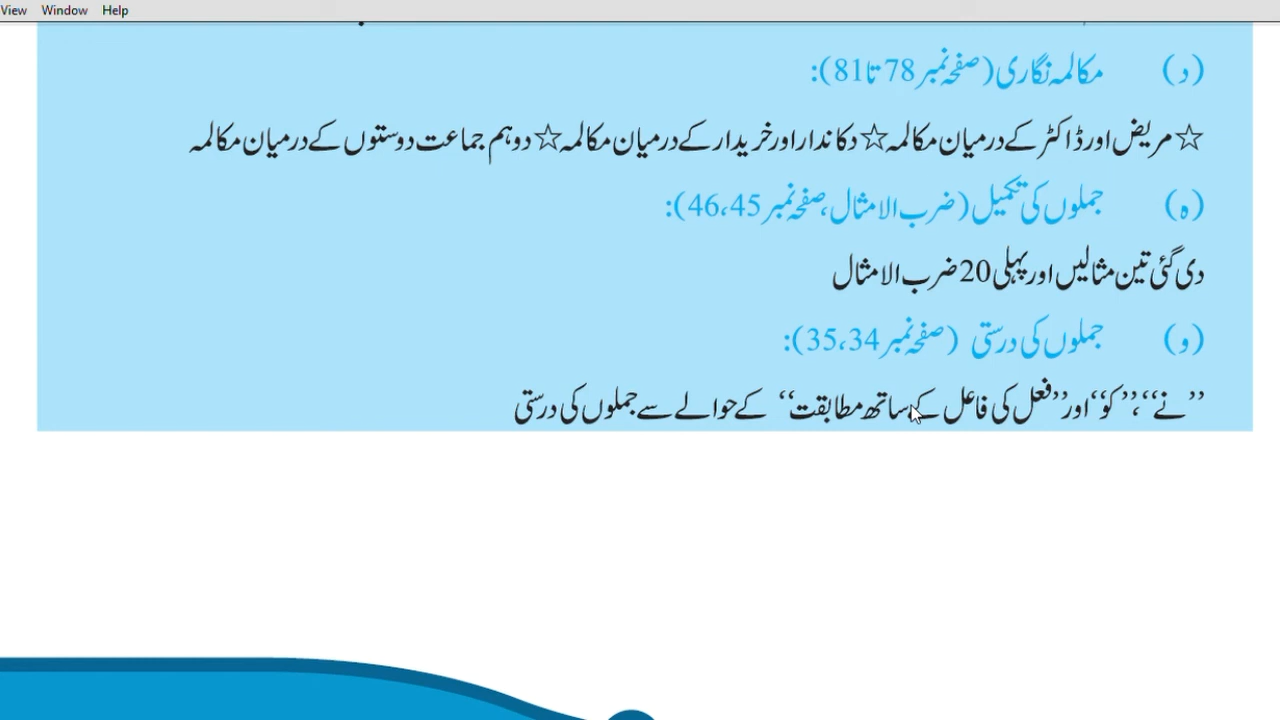 View Window Help
(د) مکالمہ نگاری (صفحہ نمبر 78 تا 81):
☆ مریض اور ڈاکٹر کے درمیان مکالمہ ☆ دکاندار اور خریدار کے درمیان مکالمہ ☆ دو ہم جماعت دوستوں کے درمیان مکالمہ
(ہ) جملوں کی تکمیل (ضرب الامثال، صفحہ نمبر 45، 46):
دی گئی تین مثالیں اور پہلی 20 ضرب الامثال
(و) جملوں کی درستی (صفحہ نمبر 34، 35):
’’نے‘‘، ’’کو‘‘ اور ’’فعل کی فاعل کے ساتھ مطابقت‘‘ کے حوالے سے جملوں کی درستی